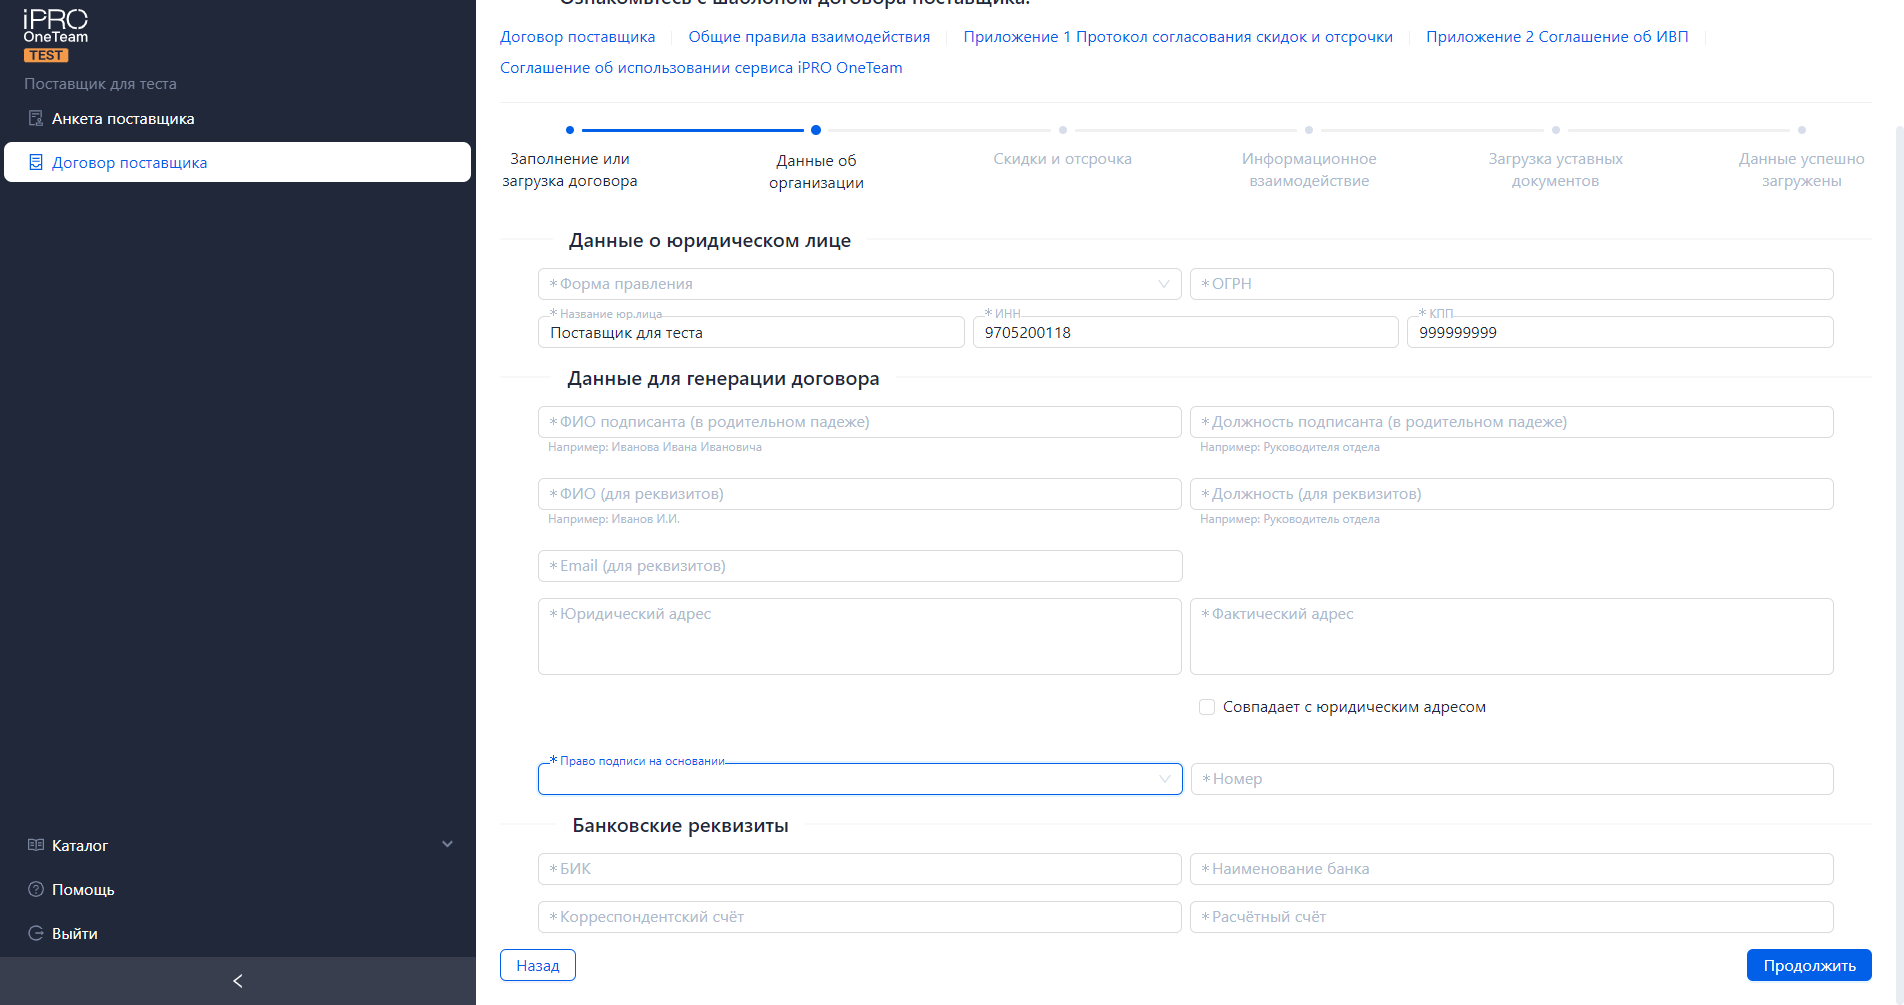 iPRO
OneTeam
TEST
Поставщик для теста
Анкета поставщика
Договор поставщика
Каталог
Помощь
Выйти
Ознакомьтесь с шаблоном договора поставщика:
Договор поставщика
Общие правила взаимодействия
Приложение 1 Протокол согласования скидок и отсрочки
Приложение 2 Соглашение об ИВП
Соглашение об использовании сервиса iPRO OneTeam
Заполнение или
загрузка договора
Данные об
организации
Скидки и отсрочка
Информационное
взаимодействие
Загрузка уставных
документов
Данные успешно
загружены
Данные о юридическом лице
* Форма правления
* ОГРН
* Название юр.лица
Поставщик для теста
* ИНН
9705200118
* КПП
999999999
Данные для генерации договора
* ФИО подписанта (в родительном падеже)
Например: Иванова Ивана Ивановича
* Должность подписанта (в родительном падеже)
Например: Руководителя отдела
* ФИО (для реквизитов)
Например: Иванов И.И.
* Должность (для реквизитов)
Например: Руководитель отдела
* Email (для реквизитов)
* Юридический адрес
* Фактический адрес
Совпадает с юридическим адресом
* Право подписи на основании
* Номер
Банковские реквизиты
* БИК
* Наименование банка
* Корреспондентский счёт
* Расчётный счёт
Назад
Продолжить